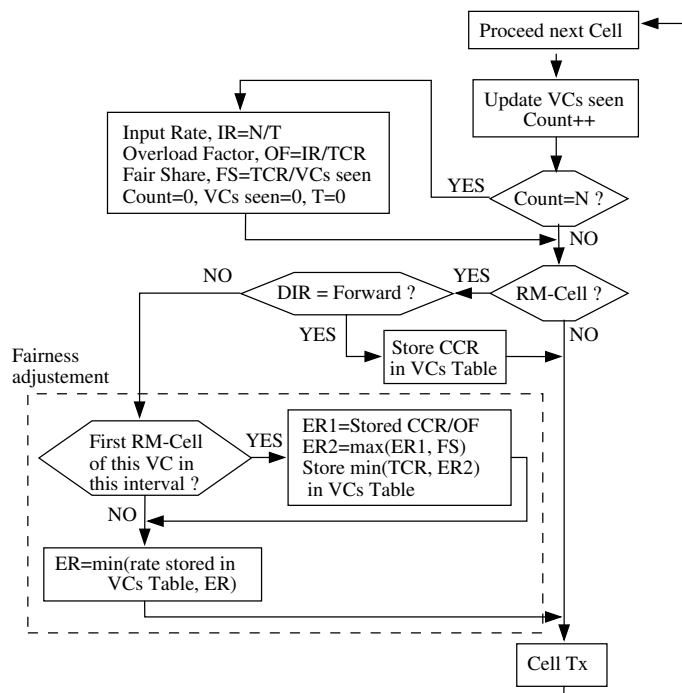 Proceed next Cell
Update VCs seen
Count++
Input Rate, IR=N/T
Overload Factor, OF=IR/TCR
Fair Share, FS=TCR/VCs seen
Count=0, VCs seen=0, T=0
YES
Count=N ?
NO
NO
DIR = Forward ?
YES
RM-Cell ?
YES
NO
Store CCR
in VCs Table
Fairness
adjustement
First RM-Cell
of this VC in
this interval ?
YES
ER1=Stored CCR/OF
ER2=max(ER1, FS)
Store min(TCR, ER2)
in VCs Table
NO
ER=min(rate stored in
VCs Table, ER)
Cell Tx